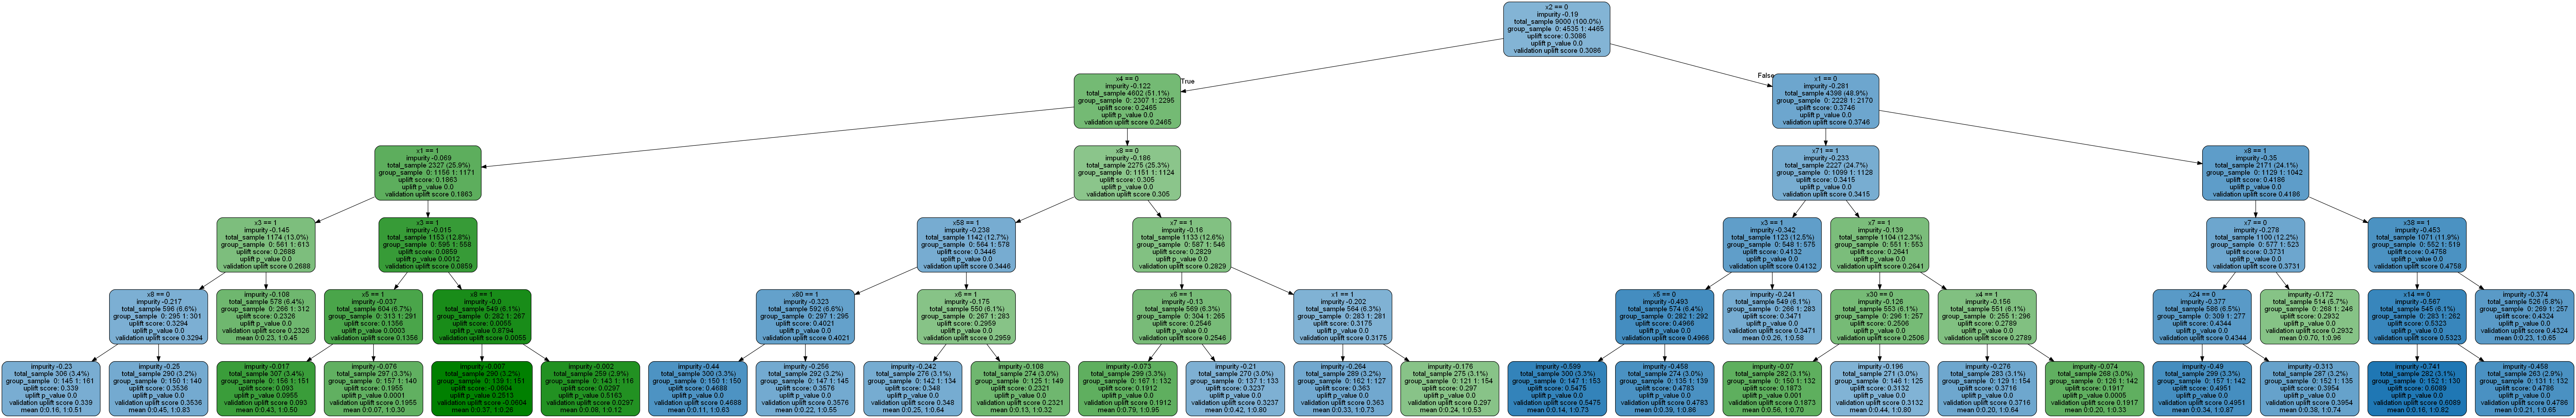 x2 == 0
impurity -0.19
total_sample 9000 (100.0%)
group_sample 0: 4535 1: 4465
uplift score: 0.3086
uplift p_value 0.0
validation uplift score 0.3086
True
False
x4 == 0
impurity -0.122
total_sample 4602 (51.1%)
group_sample 0: 2307 1: 2295
uplift score: 0.2465
uplift p_value 0.0
validation uplift score 0.2465
x1 == 0
impurity -0.281
total_sample 4398 (48.9%)
group_sample 0: 2228 1: 2170
uplift score: 0.3746
uplift p_value 0.0
validation uplift score 0.3746
x1 == 1
impurity -0.069
total_sample 2327 (25.9%)
group_sample 0: 1156 1: 1171
uplift score: 0.1863
uplift p_value 0.0
validation uplift score 0.1863
x8 == 0
impurity -0.186
total_sample 2275 (25.3%)
group_sample 0: 1151 1: 1124
uplift score: 0.305
uplift p_value 0.0
validation uplift score 0.305
x71 == 1
impurity -0.233
total_sample 2227 (24.7%)
group_sample 0: 1099 1: 1128
uplift score: 0.3415
uplift p_value 0.0
validation uplift score 0.3415
impurity -0.35
total_sample 2171 (24.1%)
group_sample 0: 1129 1: 1042
uplift score: 0.4186
uplift p_value 0.0
validation uplift score 0.4186
x3 == 1
impurity -0.145
total_sample 1174 (13.0%)
group_sample 0: 561 1: 613
uplift score: 0.2688
uplift p_value 0.0
validation uplift score 0.2688
x3 == 1
impurity -0.015
total_sample 1153 (12.8%)
group_sample 0: 595 1: 558
uplift score: 0.0859
uplift p_value 0.0012
validation uplift score 0.0859
x58 == 1
impurity -0.238
total_sample 1142 (12.7%)
group_sample 0: 564 1: 578
uplift score: 0.3446
uplift p_value 0.0
validation uplift score 0.3446
x7 == 1
impurity -0.16
total_sample 1133 (12.6%)
group_sample 0: 587 1: 546
uplift score: 0.2829
uplift p_value 0.0
validation uplift score 0.2829
x3 == 1
impurity -0.342
total_sample 1123 (12.5%)
group_sample 0: 548 1: 575
uplift score: 0.4132
uplift p_value 0.0
validation uplift score 0.4132
x7 == 1
impurity -0.139
total_sample 1104 (12.3%)
group_sample 0: 551 1: 553
uplift score: 0.2641
uplift p_value 0.0
validation uplift score 0.2641
x7 == 0
impurity -0.278
total_sample 1100 (12.2%)
group_sample 0: 577 1: 523
uplift score: 0.3731
uplift p_value 0.0
validation uplift score 0.3731
x38 == 1
impurity -0.453
total_sample 1071 (11.9%)
group_sample 0: 552 1: 519
uplift score: 0.4758
uplift p_value 0.0
validation uplift score 0.4758
x8 == 0
impurity -0.217
total_sample 596 (6.6%)
group_sample 0: 295 1: 301
uplift score: 0.3294
uplift p_value 0.0
validation uplift score 0.3294
impurity -0.108
total_sample 578 (6.4%)
group_sample 0: 266 1: 312
uplift score: 0.2326
uplift p_value 0.0
validation uplift score 0.2326
mean 0:0.23, 1:0.45
impurity -0.037
total_sample 604 (6.7%)
group_sample 0: 313 1: 291
uplift score: 0.1356
uplift p_value 0.0003
validation uplift score 0.1356
impurity -0.0
total_sample 549 (6.1%)
group_sample 0: 282 1: 267
uplift score: 0.0055
uplift p_value 0.8794
validation uplift score 0.0055
x80 == 1
impurity -0.323
total_sample 592 (6.6%)
group_sample 0: 297 1: 295
uplift score: 0.4021
uplift p_value 0.0
validation uplift score 0.4021
x6 == 1
impurity -0.175
total_sample 550 (6.1%)
group_sample 0: 267 1: 283
uplift score: 0.2959
uplift p_value 0.0
validation uplift score 0.2959
x6 == 1
impurity -0.13
total_sample 569 (6.3%)
group_sample 0: 304 1: 265
uplift score: 0.2546
uplift p_value 0.0
validation uplift score 0.2546
x1 == 1
impurity -0.202
total_sample 564 (6.3%)
group_sample 0: 283 1: 281
uplift score: 0.3175
uplift p_value 0.0
validation uplift score 0.3175
x5 == 0
impurity -0.493
total_sample 574 (6.4%)
group_sample 0: 282 1: 292
uplift score: 0.4966
uplift p_value 0.0
validation uplift score 0.4966
impurity -0.241
total_sample 549 (6.1%)
group_sample 0: 266 1: 283
uplift score: 0.3471
uplift p_value 0.0
validation uplift score 0.3471
mean 0:0.26, 1:0.58
x30 == 0
impurity -0.126
total_sample 553 (6.1%)
group_sample 0: 296 1: 257
uplift score: 0.2506
uplift p_value 0.0
validation uplift score 0.2506
x4 == 1
impurity -0.156
total_sample 551 (6.1%)
group_sample 0: 255 1: 296
uplift score: 0.2789
uplift p_value 0.0
validation uplift score 0.2789
x24 == 0
impurity -0.377
total_sample 586 (6.5%)
group_sample 0: 309 1: 277
uplift score: 0.4344
uplift p_value 0.0
validation uplift score 0.4344
impurity -0.172
total_sample 514 (5.7%)
group_sample 0: 268 1: 246
uplift score: 0.2932
uplift p_value 0.0
validation uplift score 0.2932
mean 0:0.70, 1:0.96
x14 == 0
impurity -0.567
total_sample 545 (6.1%)
group_sample 0: 283 1: 262
uplift score: 0.5323
uplift p_value 0.0
validation uplift score 0.5323
impurity -0.374
total_sample 526 (5.8%)
group_sample 0: 269 1: 257
uplift score: 0.4324
uplift p_value 0.0
validation uplift score 0.4324
mean 0:0.23, 1:0.65
impurity -0.23
total_sample 306 (3.4%)
group_sample 0: 145 1: 161
uplift score: 0.339
uplift p_value 0.0
validation uplift score 0.339
mean 0:0.16, 1:0.51
impurity -0.25
total_sample 290 (3.2%)
group_sample 0: 150 1: 140
uplift score: 0.3536
uplift p_value 0.0
validation uplift score 0.3536
mean 0:0.45, 1:0.83
impurity -0.017
total_sample 307 (3.4%)
group_sample 0: 156 1: 151
uplift score: 0.093
uplift p_value 0.0955
validation uplift score 0.093
mean 0:0.43, 1:0.50
impurity -0.076
total_sample 297 (3.3%)
group_sample 0: 157 1: 140
uplift score: 0.1955
uplift p_value 0.0001
validation uplift score 0.1955
mean 0:0.07, 1:0.30
impurity -0.007
total_sample 290 (3.2%)
group_sample 0: 139 1: 151
uplift score: -0.0604
uplift p_value 0.2513
validation uplift score -0.0604
impurity -0.002
total_sample 259 (2.9%)
group_sample 0: 143 1: 116
uplift score: 0.0297
uplift p_value 0.5163
validation uplift score 0.0297
mean 0:0.08, 1:0.12
impurity -0.44
total_sample 300 (3.3%)
group_sample 0: 150 1: 150
uplift score: 0.4688
uplift p_value 0.0
validation uplift score 0.4688
mean 0:0.11, 1:0.63
impurity -0.256
total_sample 292 (3.2%)
group_sample 0: 147 1: 145
uplift score: 0.3576
uplift p_value 0.0
validation uplift score 0.3576
mean 0:0.22, 1:0.55
impurity -0.242
total_sample 276 (3.1%)
group_sample 0: 142 1: 134
uplift score: 0.348
uplift p_value 0.0
validation uplift score 0.348
mean 0:0.25, 1:0.64
impurity -0.108
total_sample 274 (3.0%)
group_sample 0: 125 1: 149
uplift score: 0.2321
uplift p_value 0.0
validation uplift score 0.2321
mean 0:0.13, 1:0.32
impurity -0.073
total_sample 299 (3.3%)
group_sample 0: 167 1: 132
uplift score: 0.1912
uplift p_value 0.0
validation uplift score 0.1912
mean 0:0.79, 1:0.95
impurity -0.21
total_sample 270 (3.0%)
group_sample 0: 137 1: 133
uplift score: 0.3237
uplift p_value 0.0
validation uplift score 0.3237
mean 0:0.42, 1:0.80
impurity -0.264
total_sample 289 (3.2%)
group_sample 0: 162 1: 127
uplift score: 0.363
uplift p_value 0.0
validation uplift score 0.363
mean 0:0.33, 1:0.73
impurity -0.176
total_sample 275 (3.1%)
group_sample 0: 121 1: 154
uplift score: 0.297
uplift p_value 0.0
validation uplift score 0.297
mean 0:0.24, 1:0.53
impurity -0.599
total_sample 300 (3.3%)
group_sample 0: 147 1: 153
uplift score: 0.5475
uplift p_value 0.0
validation uplift score 0.5475
mean 0:0.14, 1:0.73
impurity -0.458
total_sample 274 (3.0%)
group_sample 0: 135 1: 139
uplift score: 0.4783
uplift p_value 0.0
validation uplift score 0.4783
mean 0:0.39, 1:0.86
impurity -0.07
total_sample 282 (3.1%)
group_sample 0: 150 1: 132
uplift score: 0.1873
uplift p_value 0.001
validation uplift score 0.1873
mean 0:0.56, 1:0.70
impurity -0.196
total_sample 271 (3.0%)
group_sample 0: 146 1: 125
uplift score: 0.3132
uplift p_value 0.0
validation uplift score 0.3132
mean 0:0.44, 1:0.80
impurity -0.276
total_sample 283 (3.1%)
group_sample 0: 129 1: 154
uplift score: 0.3716
uplift p_value 0.0
validation uplift score 0.3716
mean 0:0.20, 1:0.64
impurity -0.074
total_sample 268 (3.0%)
group_sample 0: 126 1: 142
uplift score: 0.1917
uplift p_value 0.0005
validation uplift score 0.1917
mean 0:0.20, 1:0.33
impurity -0.49
total_sample 299 (3.3%)
group_sample 0: 157 1: 142
uplift score: 0.4951
uplift p_value 0.0
validation uplift score 0.4951
mean 0:0.34, 1:0.87
impurity -0.313
total_sample 287 (3.2%)
group_sample 0: 152 1: 135
uplift score: 0.3954
uplift p_value 0.0
validation uplift score 0.3954
mean 0:0.38, 1:0.74
impurity -0.741
total_sample 282 (3.1%)
group_sample 0: 152 1: 130
uplift score: 0.6089
uplift p_value 0.0
validation uplift score 0.6089
mean 0:0.16, 1:0.82
impurity -0.458
total_sample 263 (2.9%)
group_sample 0: 131 1: 132
uplift score: 0.4786
uplift p_value 0.0
validation uplift score 0.4786
mean 0:0.21, 1:0.65